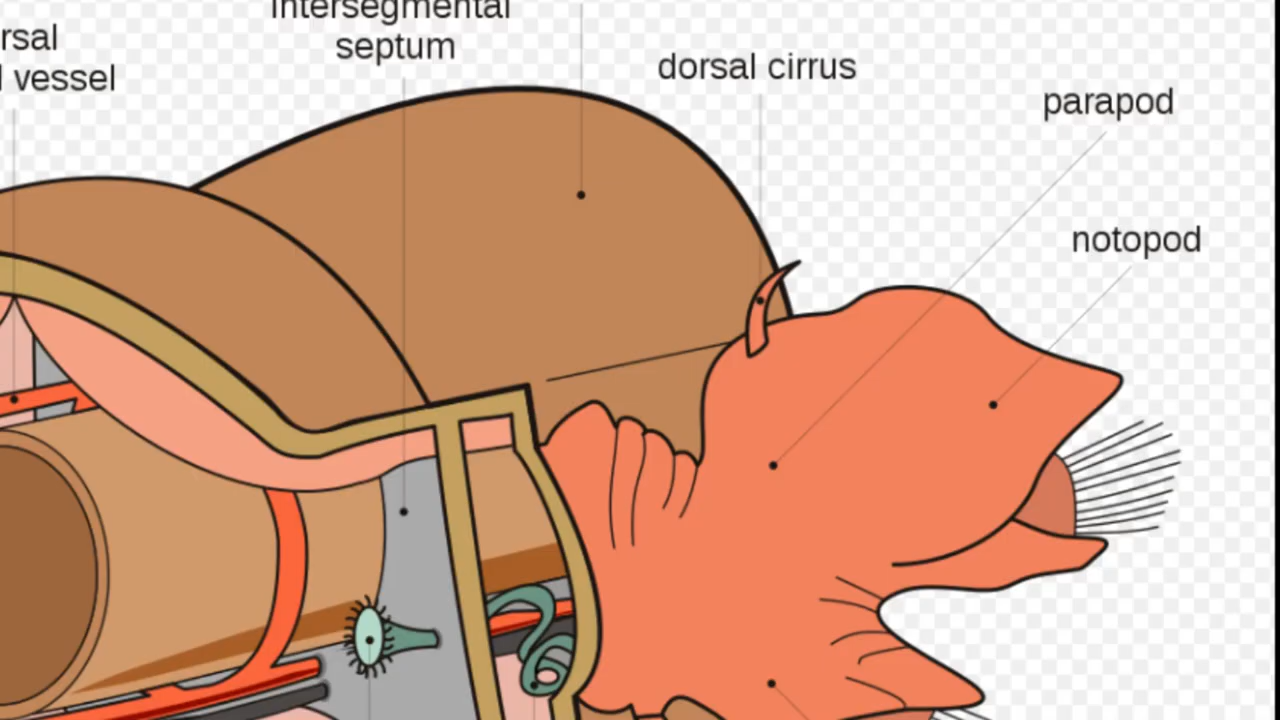 intersegmental
septum
rsal
vessel
dorsal cirrus
parapod
notopod